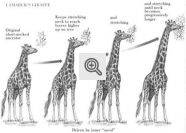 LAMARCK'S GIRAFFE
Original
short-necked
ancestor
Keeps stretching
neck to reach
leaves higher
up on tree
and
stretching
and stretching
until neck
becomes
progressively
longer
Driven by inner "need"